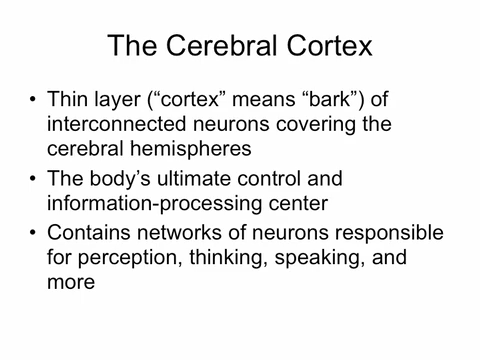 The Cerebral Cortex
• Thin layer (“cortex” means “bark”) of
interconnected neurons covering the
cerebral hemispheres
• The body’s ultimate control and
information-processing center
• Contains networks of neurons responsible
for perception, thinking, speaking, and
more